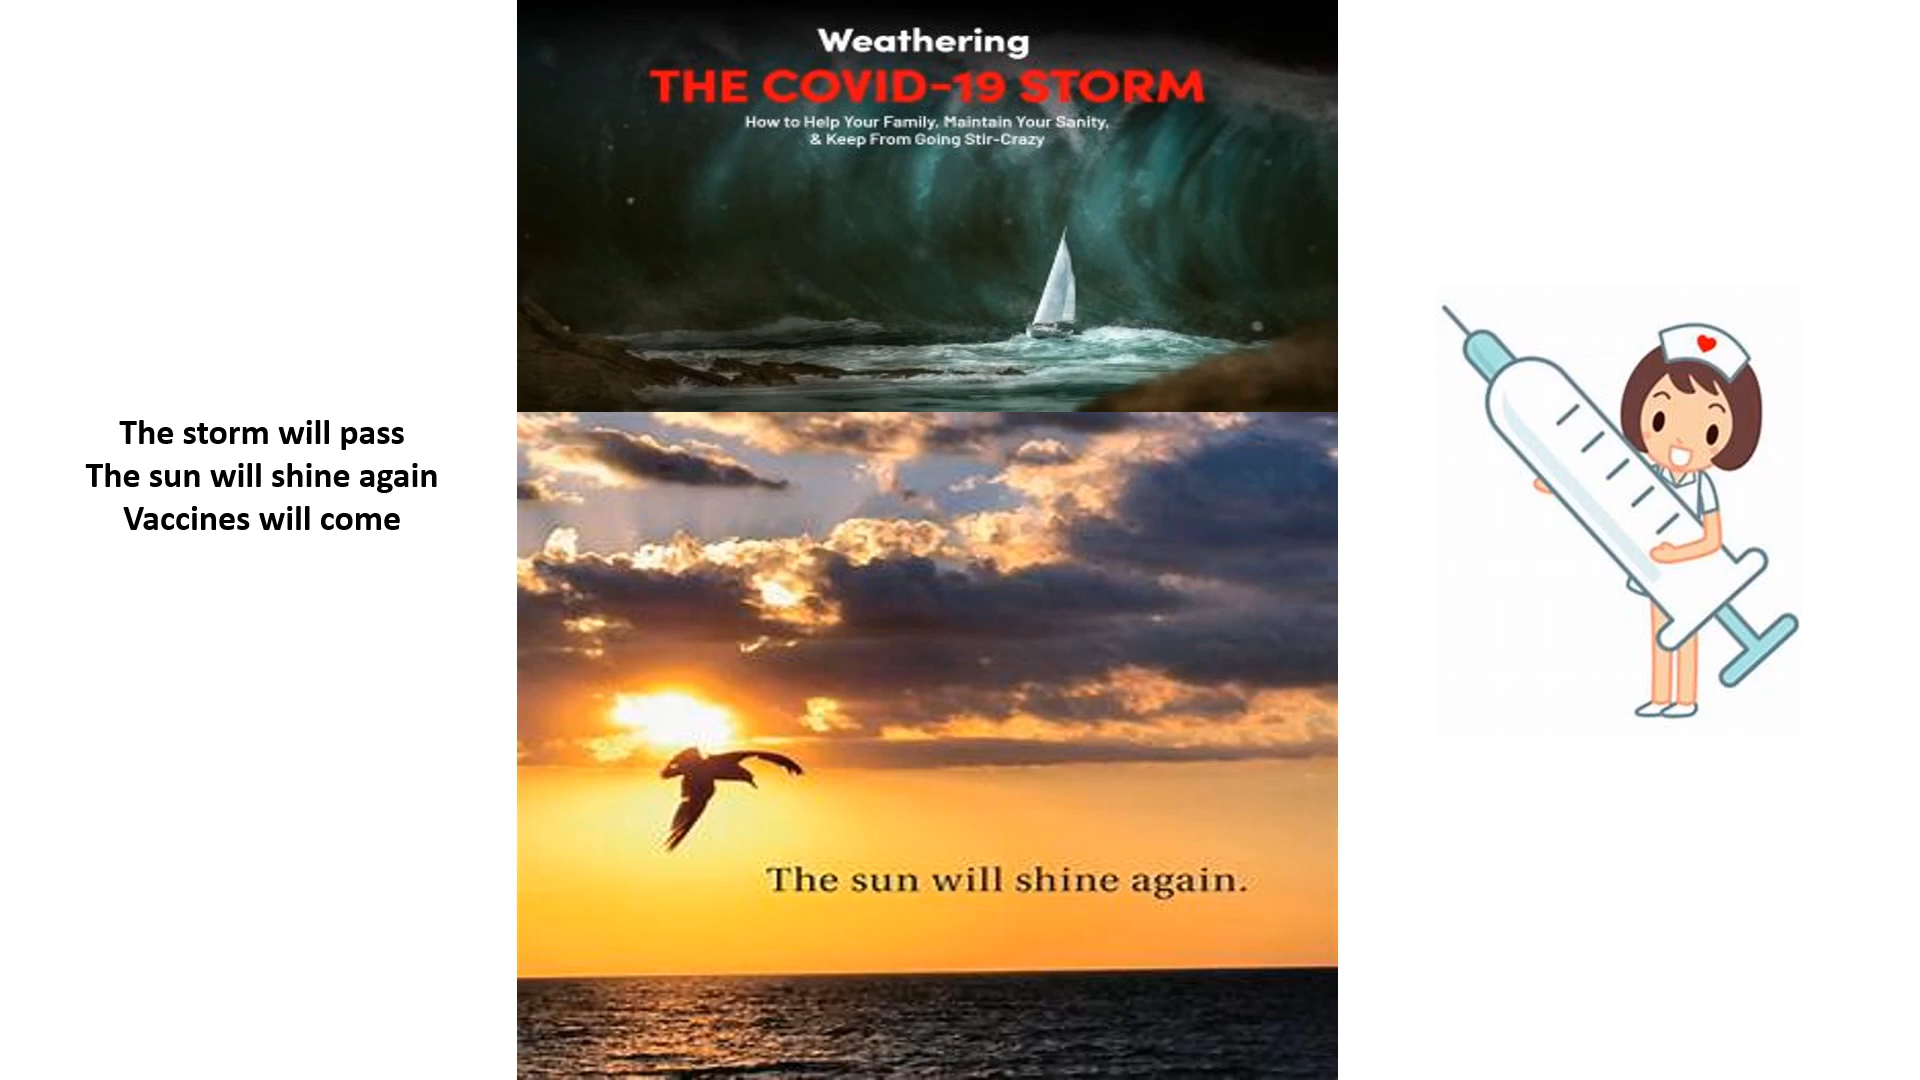 The storm will pass
The sun will shine again
Vaccines will come
Weathering
THE COVID-19 STORM
How to Help Your Family, Maintain Your Sanity,
& Keep From Going Stir-Crazy
The sun will shine again.